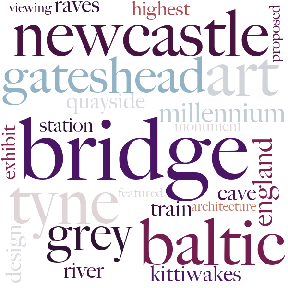 viewing raves highest proposed
newcastle
gateshead art
quayside millennium
station monument
exhibit bridge england
tyne featured cave
train architecture
design grey baltic
river kittiwakes